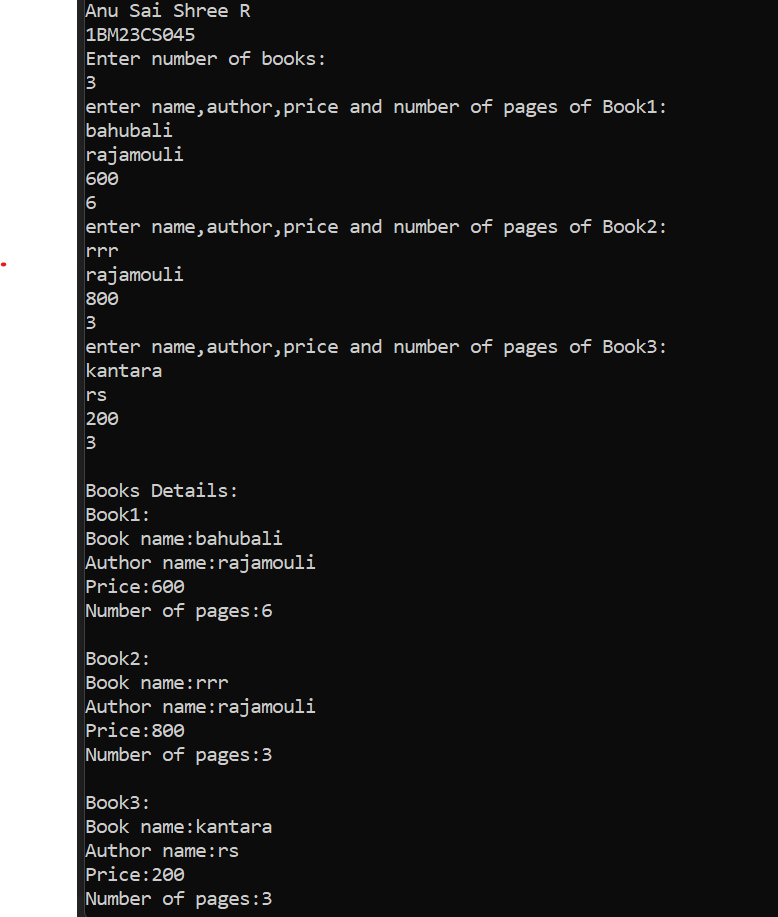 Anu Sai Shree R
1BM23CS045
Enter number of books:
3
enter name,author,price and number of pages of Book1:
bahubali
rajamouli
600
6
enter name,author,price and number of pages of Book2:
rrr
rajamouli
800
3
enter name,author,price and number of pages of Book3:
kantara
rs
200
3
Books Details:
Book1:
Book name:bahubali
Author name:rajamouli
Price:600
Number of pages:6
Book2:
Book name:rrr
Author name:rajamouli
Price:800
Number of pages:3
Book3:
Book name:kantara
Author name:rs
Price:200
Number of pages:3